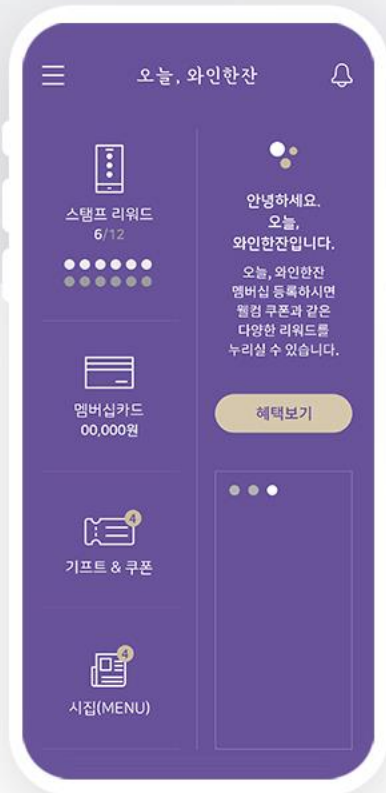 오늘, 와인한잔
스탬프 리워드
6/12
멤버십카드
00,000원
4
기프트 & 쿠폰
4
시집(MENU)
안녕하세요.
오늘,
와인한잔입니다.
오늘, 와인한잔
멤버십 등록하시면
웰컴 쿠폰과 같은
다양한 리워드를
누리실 수 있습니다.
혜택보기